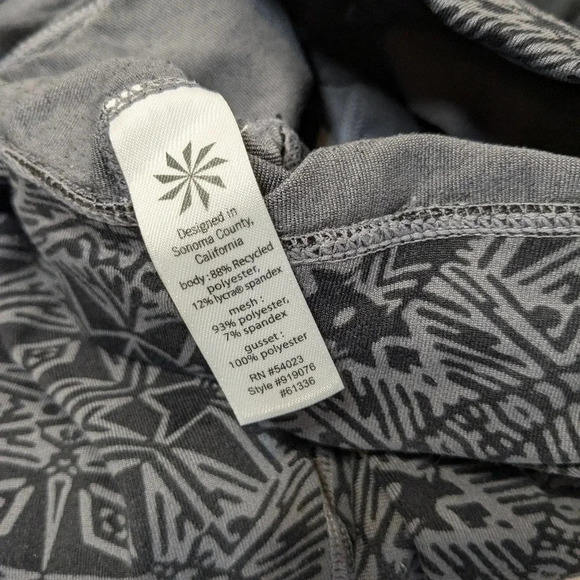 Designed in
Sonoma County,
California
body : 88% Recycled
polyester,
12% lycra® spandex
mesh :
93% polyester,
7% spandex
gusset :
100% polyester
RN #54023
Style #919076
#61336